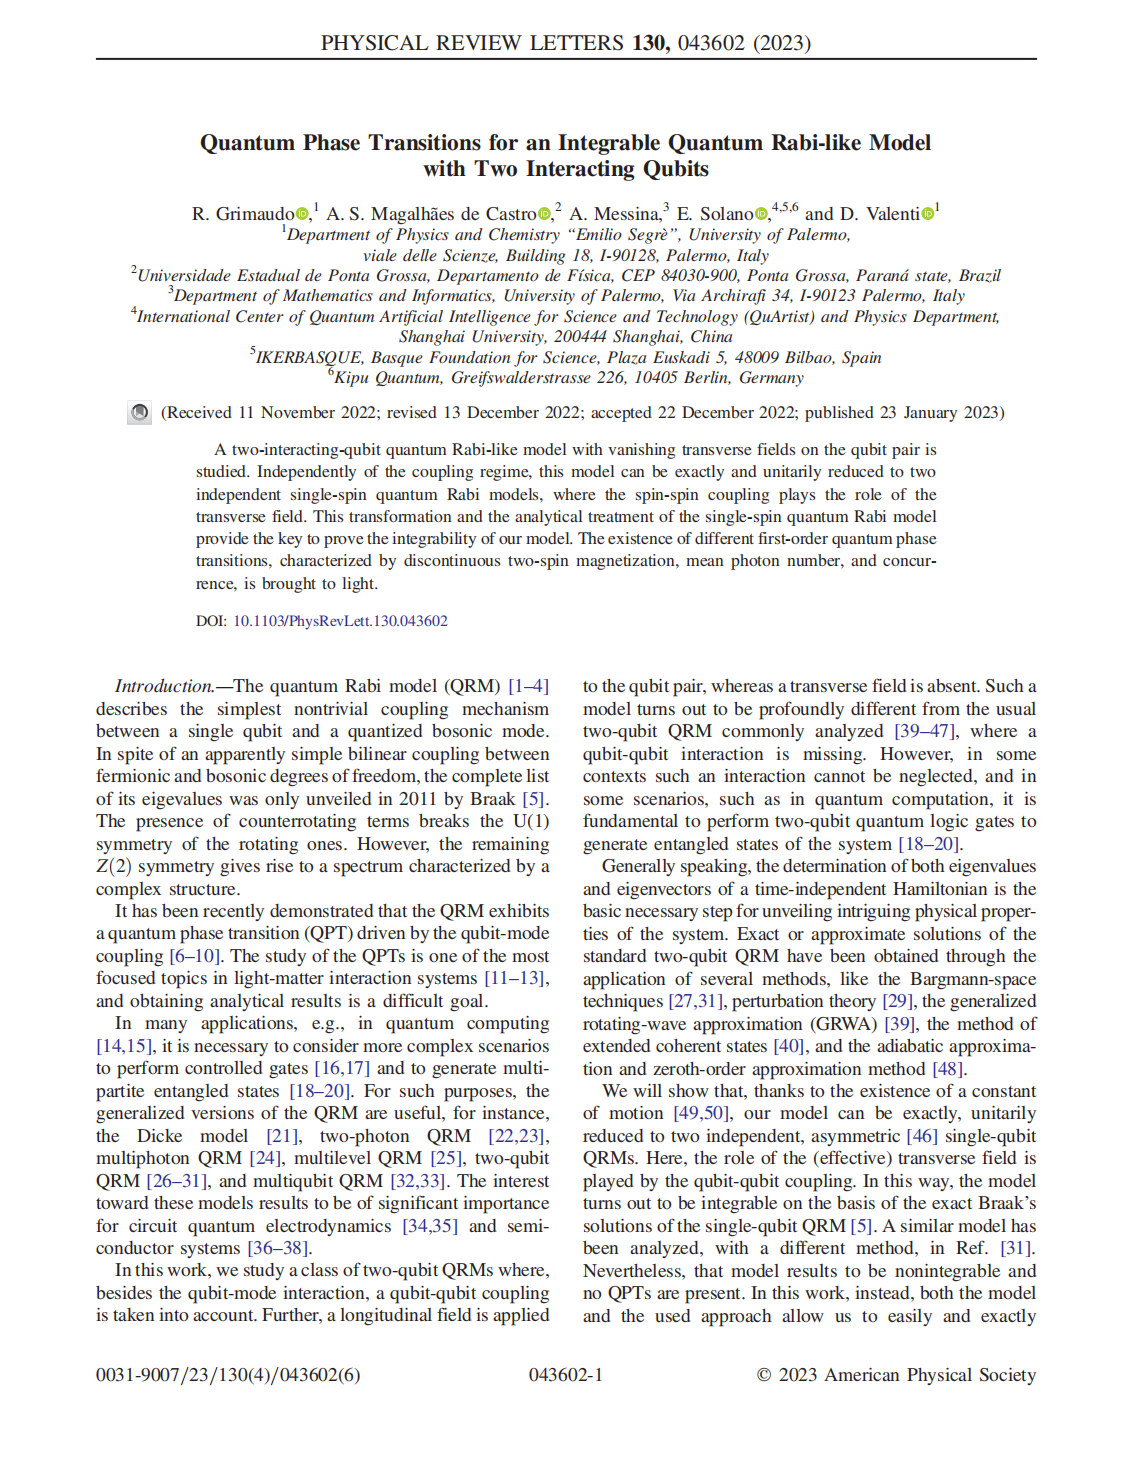 PHYSICAL REVIEW LETTERS 130, 043602 (2023)
Quantum Phase Transitions for an Integrable Quantum Rabi-like Model
with Two Interacting Qubits
R. Grimaudo,1 A. S. Magalhães de Castro,2 A. Messina,3 E. Solano,4,5,6 and D. Valenti1
1Department of Physics and Chemistry “Emilio Segrè”, University of Palermo,
viale delle Scienze, Building 18, I-90128, Palermo, Italy
2Universidade Estadual de Ponta Grossa, Departamento de Física, CEP 84030-900, Ponta Grossa, Paraná state, Brazil
3Department of Mathematics and Informatics, University of Palermo, Via Archirafi 34, I-90123 Palermo, Italy
4International Center of Quantum Artificial Intelligence for Science and Technology (QuArtist) and Physics Department,
Shanghai University, 200444 Shanghai, China
5IKERBASQUE, Basque Foundation for Science, Plaza Euskadi 5, 48009 Bilbao, Spain
6Kipu Quantum, Greifswalderstrasse 226, 10405 Berlin, Germany
(Received 11 November 2022; revised 13 December 2022; accepted 22 December 2022; published 23 January 2023)
A two-interacting-qubit quantum Rabi-like model with vanishing transverse fields on the qubit pair is
studied. Independently of the coupling regime, this model can be exactly and unitarily reduced to two
independent single-spin quantum Rabi models, where the spin-spin coupling plays the role of the
transverse field. This transformation and the analytical treatment of the single-spin quantum Rabi model
provide the key to prove the integrability of our model. The existence of different first-order quantum phase
transitions, characterized by discontinuous two-spin magnetization, mean photon number, and concur-
rence, is brought to light.
DOI: 10.1103/PhysRevLett.130.043602
Introduction.—The quantum Rabi model (QRM) [1–4]
describes the simplest nontrivial coupling mechanism
between a single qubit and a quantized bosonic mode.
In spite of an apparently simple bilinear coupling between
fermionic and bosonic degrees of freedom, the complete list
of its eigevalues was only unveiled in 2011 by Braak [5].
The presence of counterrotating terms breaks the U(1)
symmetry of the rotating ones. However, the remaining
Z(2) symmetry gives rise to a spectrum characterized by a
complex structure.
It has been recently demonstrated that the QRM exhibits
a quantum phase transition (QPT) driven by the qubit-mode
coupling [6–10]. The study of the QPTs is one of the most
focused topics in light-matter interaction systems [11–13],
and obtaining analytical results is a difficult goal.
In many applications, e.g., in quantum computing
[14,15], it is necessary to consider more complex scenarios
to perform controlled gates [16,17] and to generate multi-
partite entangled states [18–20]. For such purposes, the
generalized versions of the QRM are useful, for instance,
the Dicke model [21], two-photon QRM [22,23],
multiphoton QRM [24], multilevel QRM [25], two-qubit
QRM [26–31], and multiqubit QRM [32,33]. The interest
toward these models results to be of significant importance
for circuit quantum electrodynamics [34,35] and semi-
conductor systems [36–38].
In this work, we study a class of two-qubit QRMs where,
besides the qubit-mode interaction, a qubit-qubit coupling
is taken into account. Further, a longitudinal field is applied
to the qubit pair, whereas a transverse field is absent. Such a
model turns out to be profoundly different from the usual
two-qubit QRM commonly analyzed [39–47], where a
qubit-qubit interaction is missing. However, in some
contexts such an interaction cannot be neglected, and in
some scenarios, such as in quantum computation, it is
fundamental to perform two-qubit quantum logic gates to
generate entangled states of the system [18–20].
Generally speaking, the determination of both eigenvalues
and eigenvectors of a time-independent Hamiltonian is the
basic necessary step for unveiling intriguing physical proper-
ties of the system. Exact or approximate solutions of the
standard two-qubit QRM have been obtained through the
application of several methods, like the Bargmann-space
techniques [27,31], perturbation theory [29], the generalized
rotating-wave approximation (GRWA) [39], the method of
extended coherent states [40], and the adiabatic approxima-
tion and zeroth-order approximation method [48].
We will show that, thanks to the existence of a constant
of motion [49,50], our model can be exactly, unitarily
reduced to two independent, asymmetric [46] single-qubit
QRMs. Here, the role of the (effective) transverse field is
played by the qubit-qubit coupling. In this way, the model
turns out to be integrable on the basis of the exact Braak’s
solutions of the single-qubit QRM [5]. A similar model has
been analyzed, with a different method, in Ref. [31].
Nevertheless, that model results to be nonintegrable and
no QPTs are present. In this work, instead, both the model
and the used approach allow us to easily and exactly
0031-9007/23/130(4)/043602(6)
043602-1
© 2023 American Physical Society